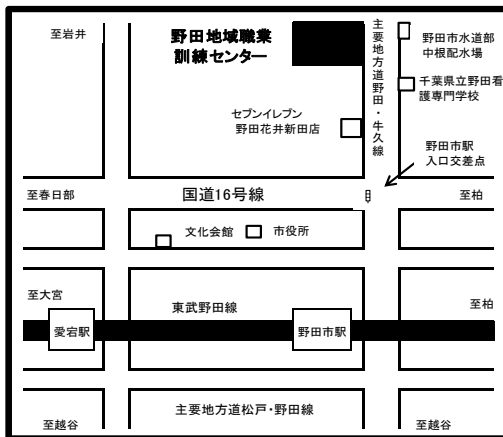 至岩井
野田地域職業
訓練センター
主要地方道野田・牛久線
野田市水道部
中根配水場
千葉県立野田看
護専門学校
セブンイレブン
野田花井新田店
野田市駅
入口交差点
至春日部
国道16号線
至柏
文化会館
市役所
至大宮
東武野田線
至柏
愛宕駅
野田市駅
主要地方道松戸・野田線
至越谷
至越谷